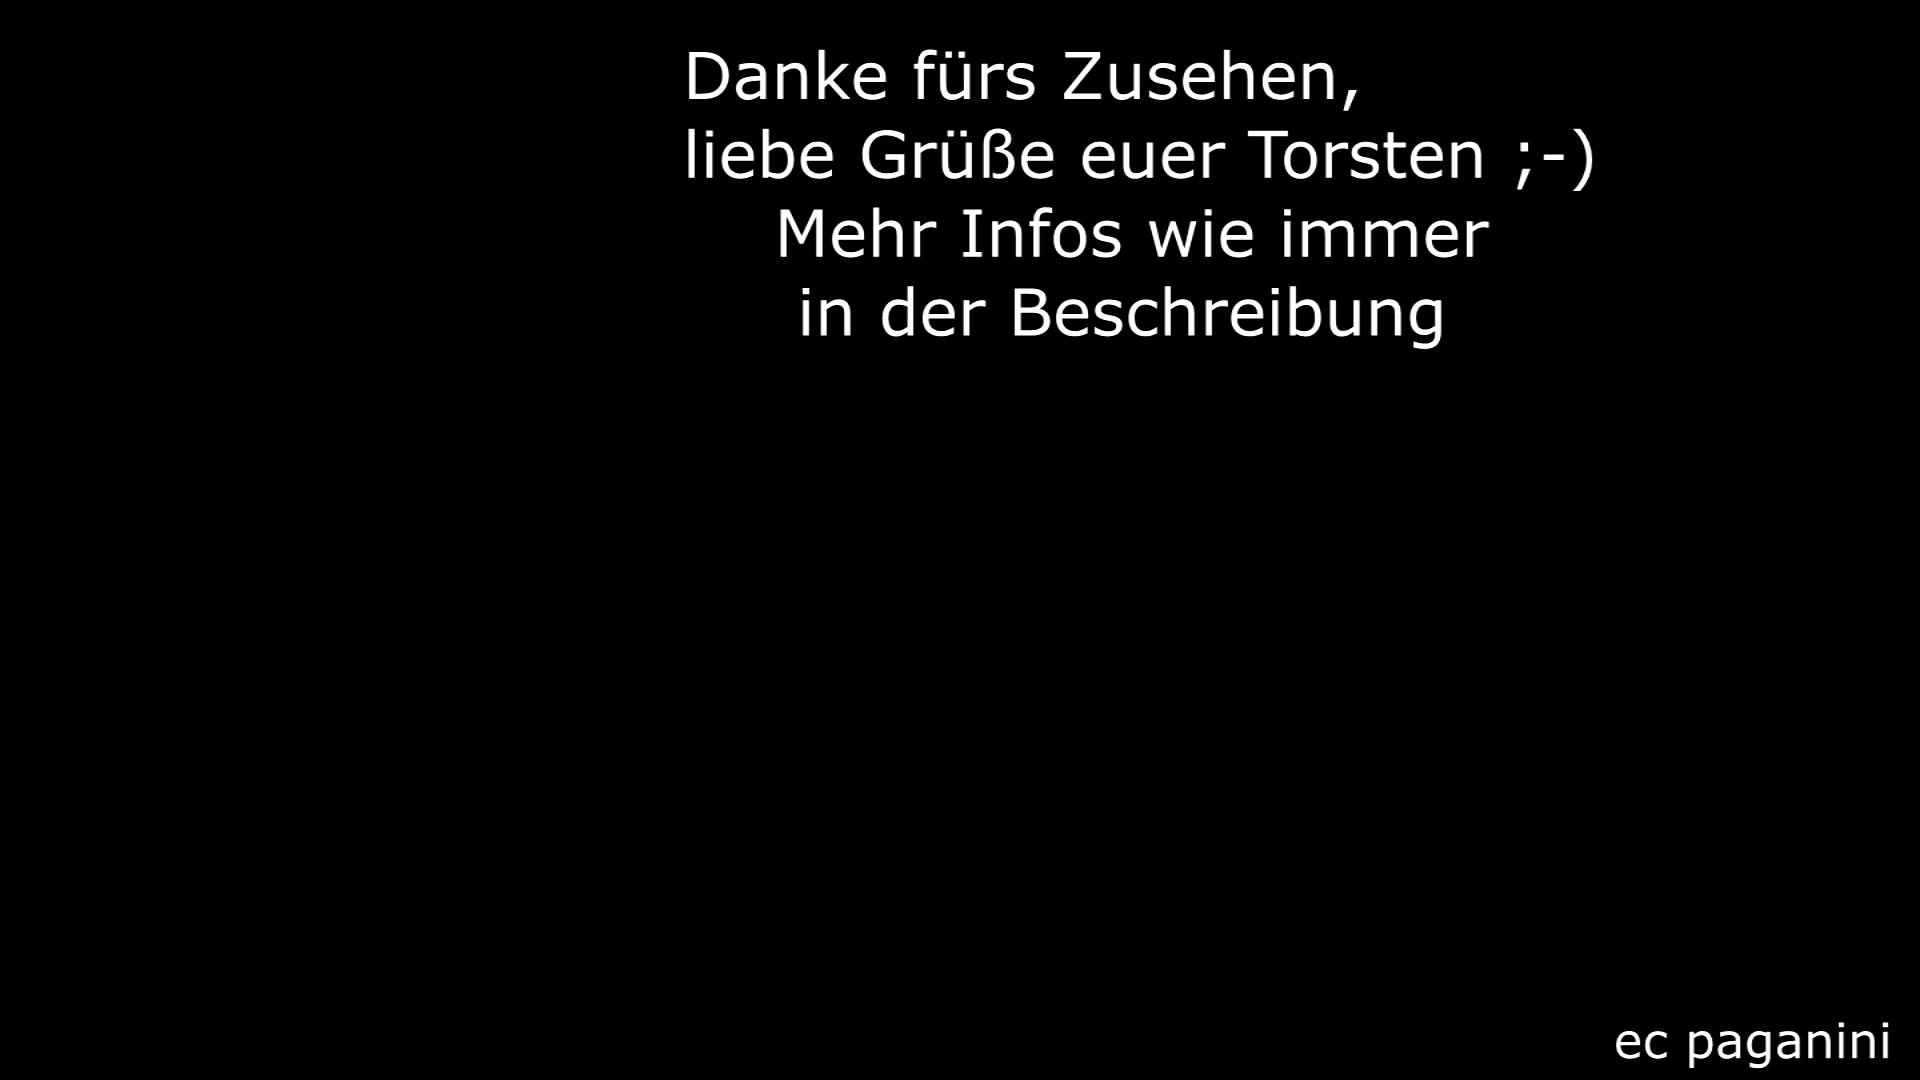 Danke fürs Zusehen,
liebe Grüße euer Torsten ;-)
Mehr Infos wie immer
in der Beschreibung
ec paganini